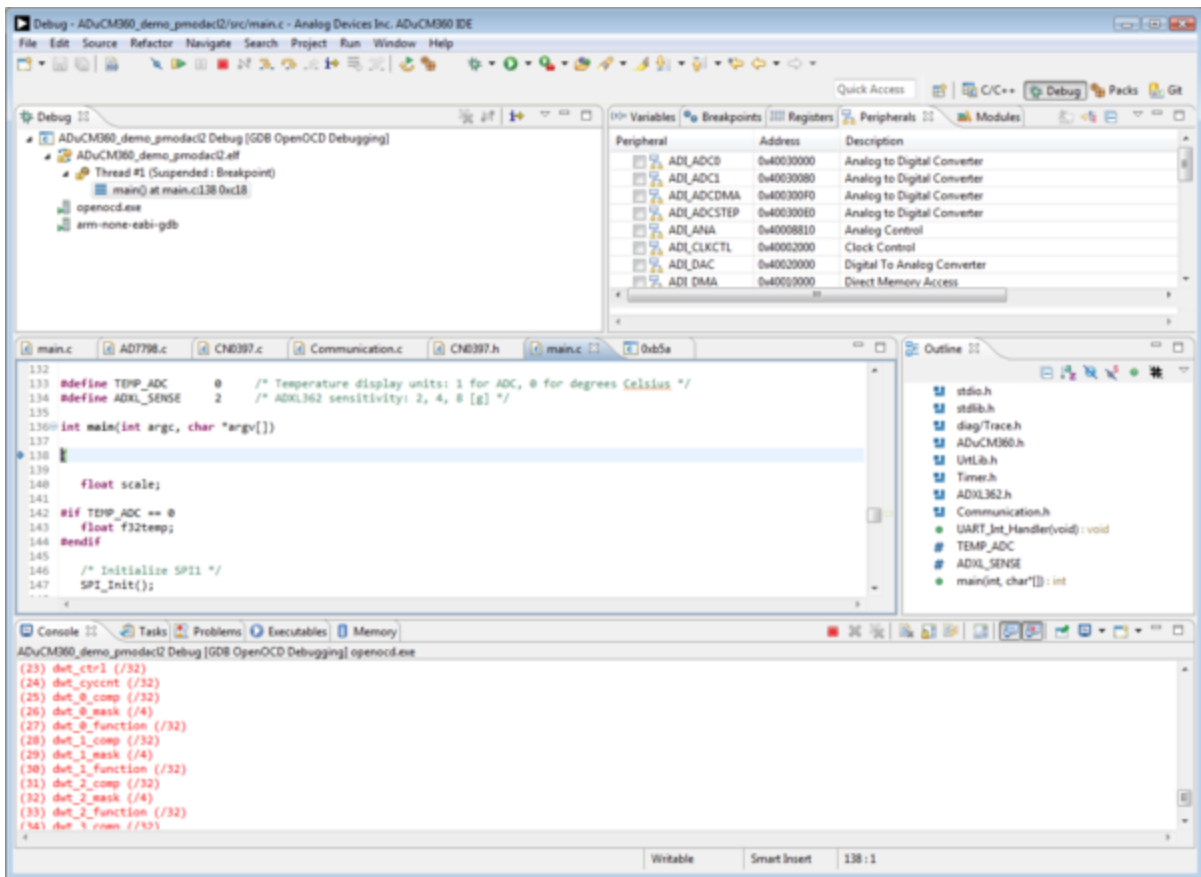 Debug - ADuCM360_demo_pmodacl2/src/main.c - Analog Devices Inc. ADuCM360 IDE
File Edit Source Refactor Navigate Search Project Run Window Help
Quick Access C/C++ Debug Packs Git
Debug
ADuCM360_demo_pmodacl2 Debug [GDB OpenOCD Debugging]
ADuCM360_demo_pmodacl2.elf
Thread #1 (Suspended : Breakpoint)
main() at main.c:138 0xc18
openocd.exe
arm-none-eabi-gdb
Variables Breakpoints Registers Peripherals Modules
Peripheral Address Description
ADI_ADC0 0x40030000 Analog to Digital Converter
ADI_ADC1 0x40030080 Analog to Digital Converter
ADI_ADCDMA 0x400300F0 Analog to Digital Converter
ADI_ADCSTEP 0x400300E0 Analog to Digital Converter
ADI_ANA 0x40008810 Analog Control
ADI_CLKCTL 0x40002000 Clock Control
ADI_DAC 0x40020000 Digital To Analog Converter
ADI_DMA 0x40010000 Direct Memory Access
main.c AD7798.c CN0397.c Communication.c CN0397.h main.c 0xb5a
132
133 #define TEMP_ADC 0 /* Temperature display units: 1 for ADC, 0 for degrees Celsius */
134 #define ADXL_SENSE 2 /* ADXL362 sensitivity: 2, 4, 8 [g] */
135
136 int main(int argc, char *argv[])
137
138 {
139
140 float scale;
141
142 #if TEMP_ADC == 0
143 float f32temp;
144 #endif
145
146 /* Initialize SPI1 */
147 SPI_Init();
Outline
stdio.h
stdlib.h
diag/Trace.h
ADuCM360.h
UrtLib.h
Timer.h
ADXL362.h
Communication.h
UART_Int_Handler(void) : void
TEMP_ADC
ADXL_SENSE
main(int, char*[]) : int
Console Tasks Problems Executables Memory
ADuCM360_demo_pmodacl2 Debug [GDB OpenOCD Debugging] openocd.exe
(23) dwt_ctrl (/32)
(24) dwt_cyccnt (/32)
(25) dwt_0_comp (/32)
(26) dwt_0_mask (/4)
(27) dwt_0_function (/32)
(28) dwt_1_comp (/32)
(29) dwt_1_mask (/4)
(30) dwt_1_function (/32)
(31) dwt_2_comp (/32)
(32) dwt_2_mask (/4)
(33) dwt_2_function (/32)
(34) dwt_3_comp (/32)
Writable Smart Insert 138 : 1